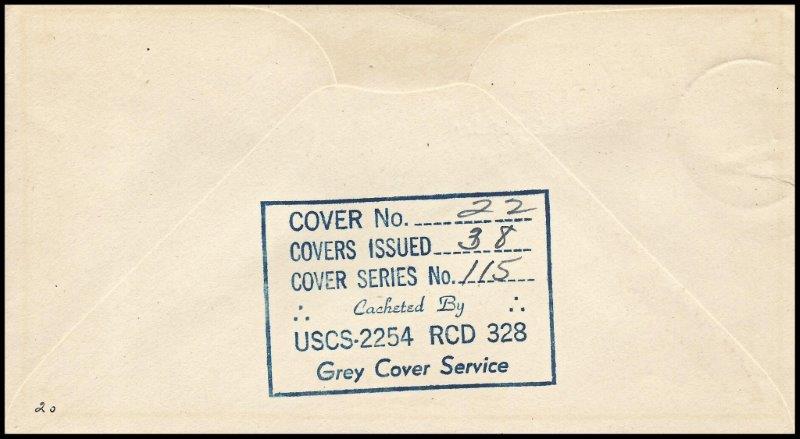 COVER No. 22
COVERS ISSUED 38
COVER SERIES No. 115
Cacheted By
USCS-2254 RCD 328
Grey Cover Service
20